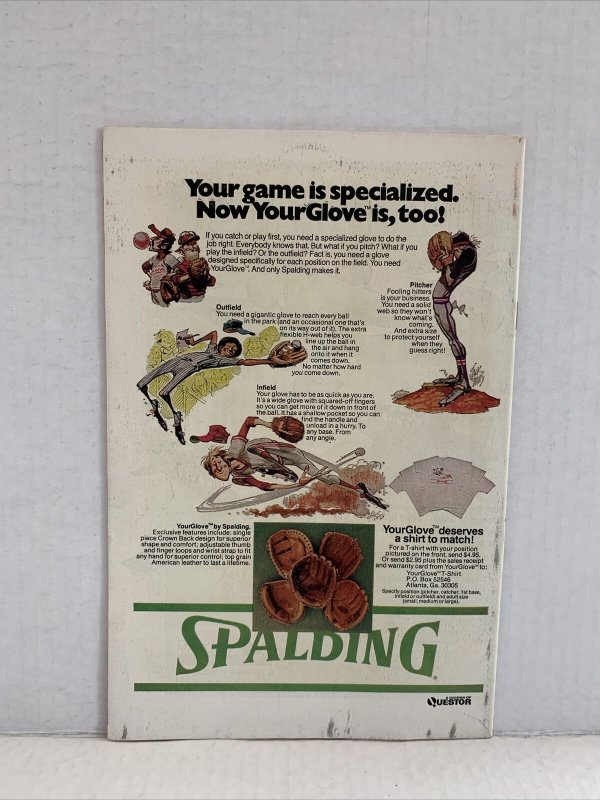 Your game is specialized.
Now YourGlove™ is, too!
If you catch or play first, you need a specialized glove to do the
job right. Everybody knows that. But what if you pitch? What if you
play the infield? Or the outfield? Fact is, you need a glove
designed specifically for each position on the field. You need
YourGlove™. And only Spalding makes it.
Pitcher
Fooling hitters
is your business.
You need a solid
web so they won't
know what's
coming.
And extra size
to protect yourself
when they
guess right!
Outfield
You need a gigantic glove to reach every ball
in the park (and an occasional one that's
on its way out of it). The extra
flexible H-web helps you
line up the ball in
the air and hang
onto it when it
comes down.
No matter how hard
you come down.
Infield
Your glove has to be as quick as you are.
It's a wide glove with squared-off fingers
so you can get more of it down in front of
the ball. It has a shallow pocket so you can
find the handle and
unload in a hurry. To
any base. From
any angle.
YourGlove™ by Spalding.
Exclusive features include: single
piece Crown Back design for superior
shape and comfort; adjustable thumb
and finger loops and wrist strap to fit
any hand for superior control; top grain
American leather to last a lifetime.
YourGlove™ deserves
a shirt to match!
For a T-shirt with your position
pictured on the front, send $4.95.
Or send $2.95 plus the sales receipt
and warranty card from YourGlove™ to:
YourGlove™ T-Shirt
P.O. Box 52546
Atlanta, Ga. 30305
Specify position (pitcher, catcher, 1st base,
infield or outfield) and adult size
(small, medium or large).
SPALDING
A DIVISION OF
QUESTOR